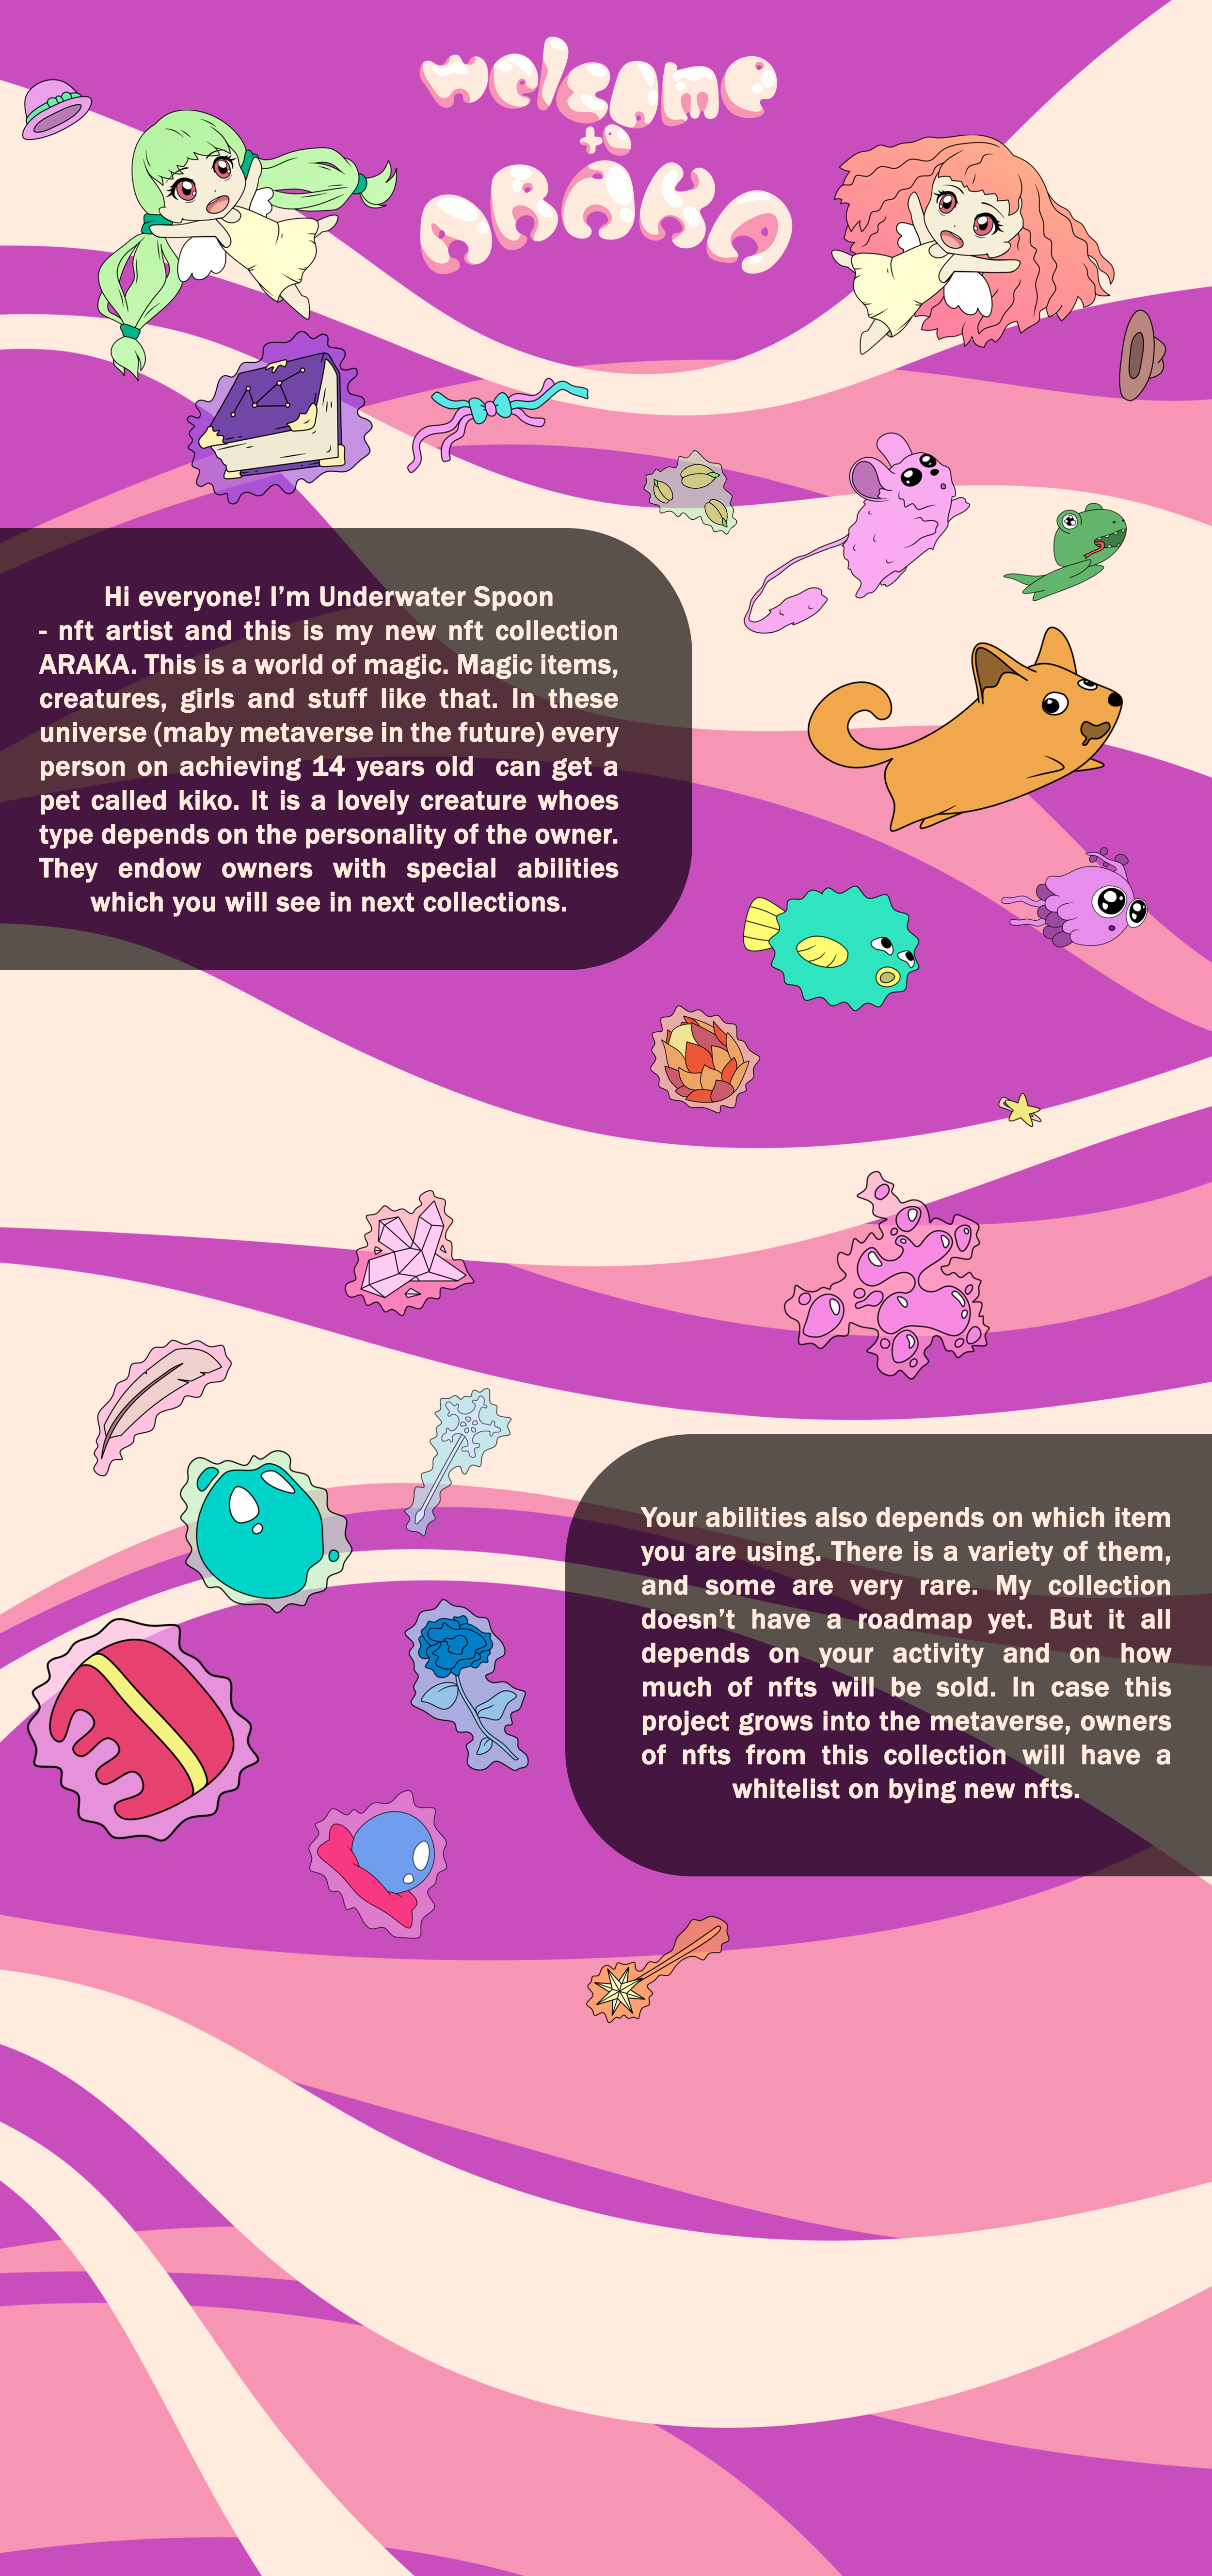 welcome
to
ARAKA
Hi everyone! I’m Underwater Spoon
- nft artist and this is my new nft collection
ARAKA. This is a world of magic. Magic items,
creatures, girls and stuff like that. In these
universe (maby metaverse in the future) every
person on achieving 14 years old can get a
pet called kiko. It is a lovely creature whoes
type depends on the personality of the owner.
They endow owners with special abilities
which you will see in next collections.
Your abilities also depends on which item
you are using. There is a variety of them,
and some are very rare. My collection
doesn’t have a roadmap yet. But it all
depends on your activity and on how
much of nfts will be sold. In case this
project grows into the metaverse, owners
of nfts from this collection will have a
whitelist on bying new nfts.